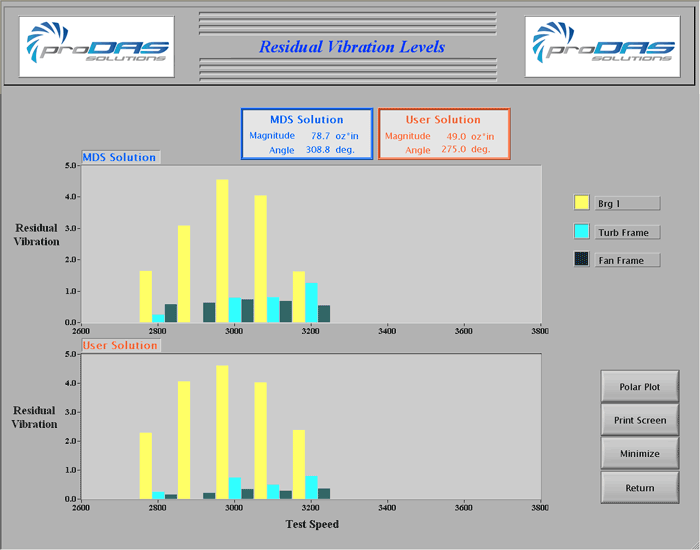 proDAS
SOLUTIONS
Residual Vibration Levels
proDAS
SOLUTIONS
MDS Solution
Magnitude 78.7 oz*in
Angle 308.8 deg.
User Solution
Magnitude 49.0 oz*in
Angle 275.0 deg.
MDS Solution
5.0
4.0
3.0
2.0
1.0
0.0
Residual
Vibration
2600 2800 3000 3200 3400 3600 3800
Brg 1
Turb Frame
Fan Frame
User Solution
5.0
4.0
3.0
2.0
1.0
0.0
Residual
Vibration
2600 2800 3000 3200 3400 3600 3800
Test Speed
Polar Plot
Print Screen
Minimize
Return